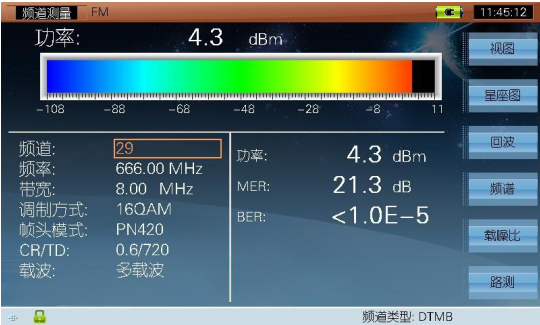 频道测量 FM 11:45:12
功率: 4.3 dBm
-108 -88 -68 -48 -28 -8 11
频道: 29
频率: 666.00 MHz
带宽: 8.00 MHz
调制方式: 16QAM
帧头模式: PN420
CR/TD: 0.6/720
载波: 多载波
功率: 4.3 dBm
MER: 21.3 dB
BER: <1.0E-5
视图
星座图
回波
频谱
载噪比
路测
频道类型: DTMB